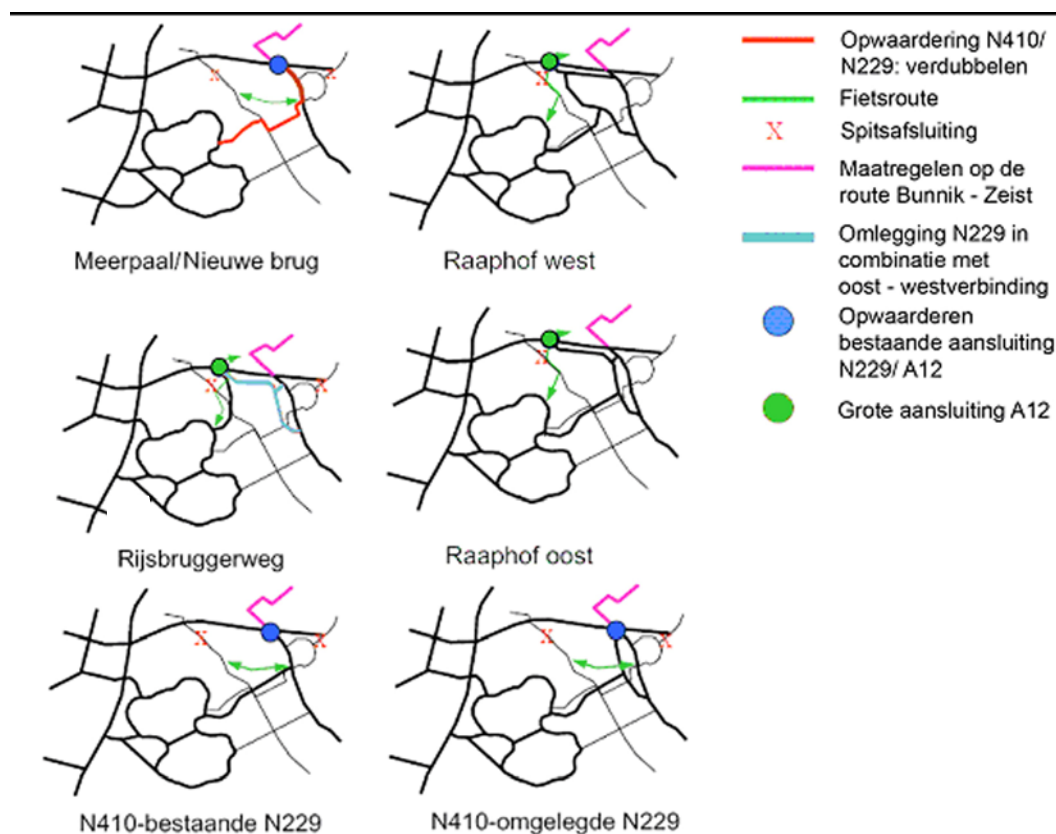 Opwaardering N410/
N229: verdubbelen
Fietsroute
X
Spitsafsluiting
Maatregelen op de
route Bunnik - Zeist
Omlegging N229 in
combinatie met
oost - westverbinding
Opwaarderen
bestaande aansluiting
N229/ A12
Grote aansluiting A12
X
X
Meerpaal/Nieuwe brug
X
Raaphof west
X
X
Rijsbruggerweg
X
Raaphof oost
X
X
N410-bestaande N229
X
X
N410-omgelegde N229